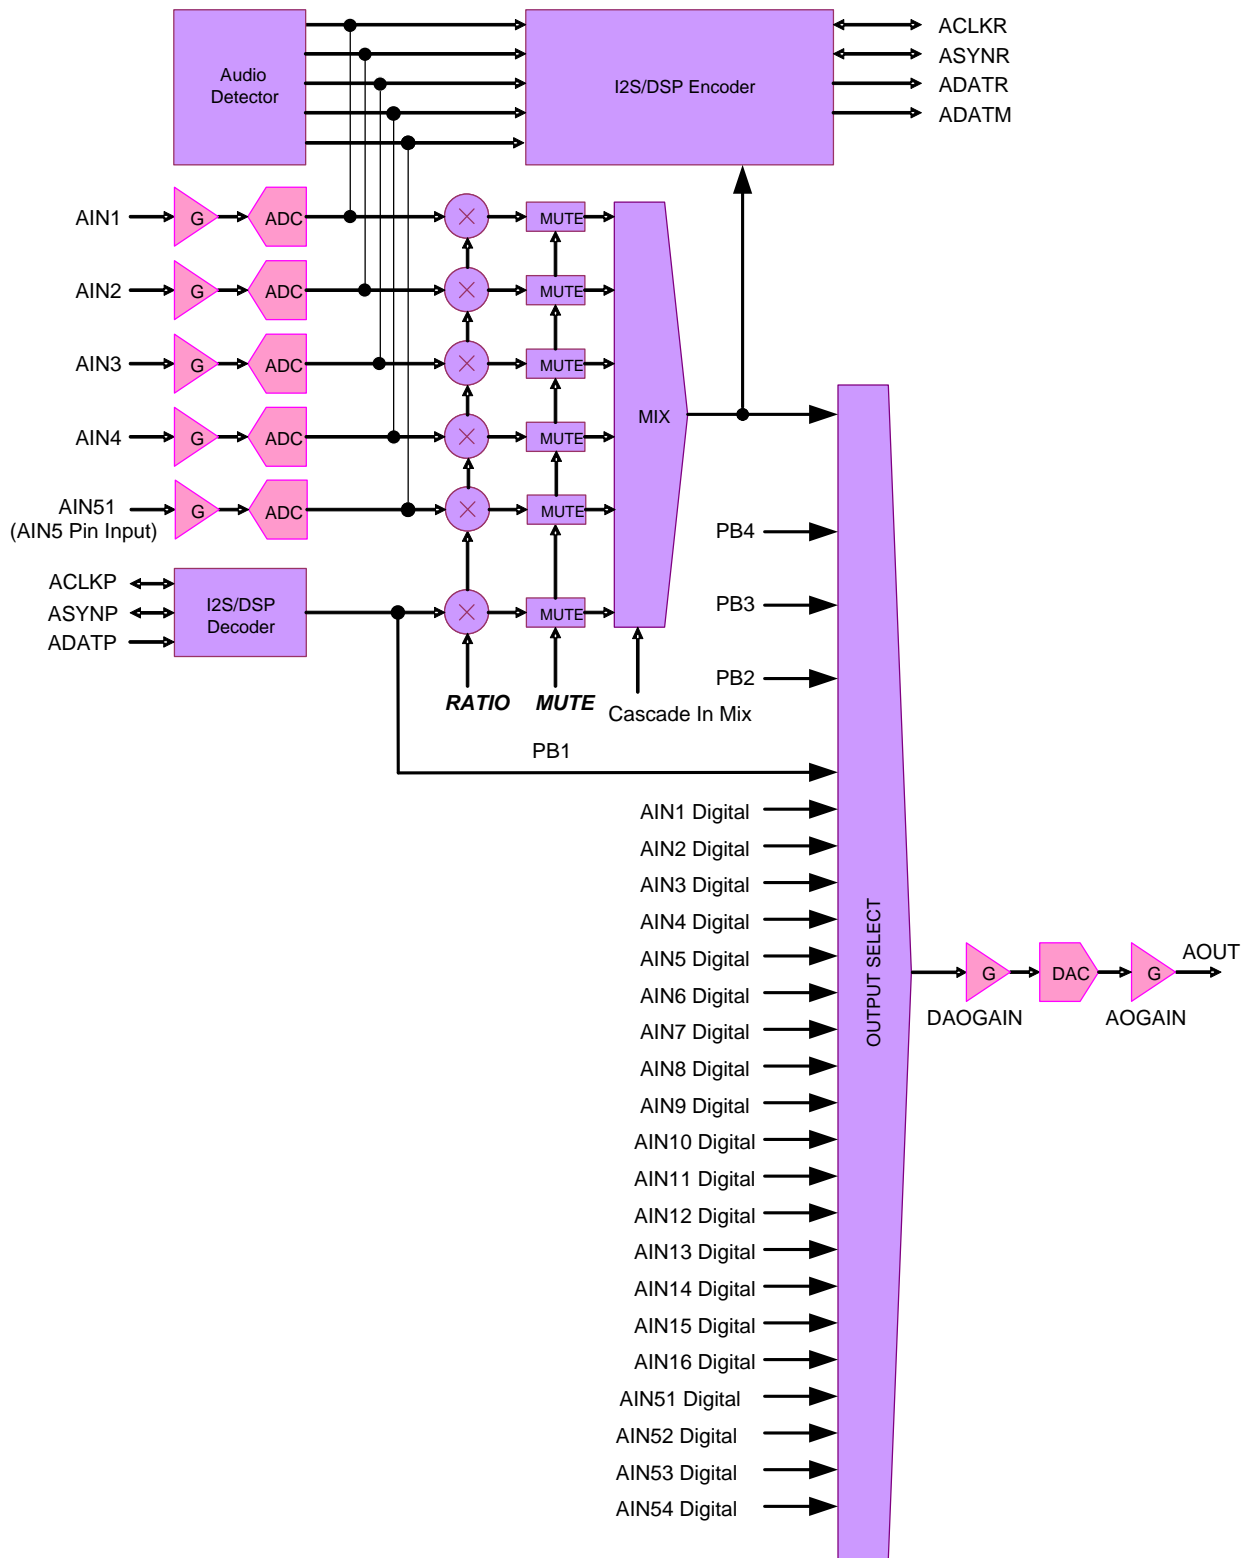 Audio
Detector
I2S/DSP Encoder
ACLKR
ASYNR
ADATR
ADATM
AIN1
G
ADC
MUTE
AIN2
G
ADC
MUTE
AIN3
G
ADC
MUTE
AIN4
G
ADC
MUTE
AIN51
(AIN5 Pin Input)
G
ADC
MUTE
MIX
ACLKP
ASYNP
ADATP
I2S/DSP
Decoder
MUTE
RATIO
MUTE
Cascade In Mix
PB4
PB3
PB2
PB1
AIN1 Digital
AIN2 Digital
AIN3 Digital
AIN4 Digital
AIN5 Digital
AIN6 Digital
AIN7 Digital
AIN8 Digital
AIN9 Digital
AIN10 Digital
AIN11 Digital
AIN12 Digital
AIN13 Digital
AIN14 Digital
AIN15 Digital
AIN16 Digital
AIN51 Digital
AIN52 Digital
AIN53 Digital
AIN54 Digital
OUTPUT SELECT
G
DAOGAIN
DAC
G
AOGAIN
AOUT